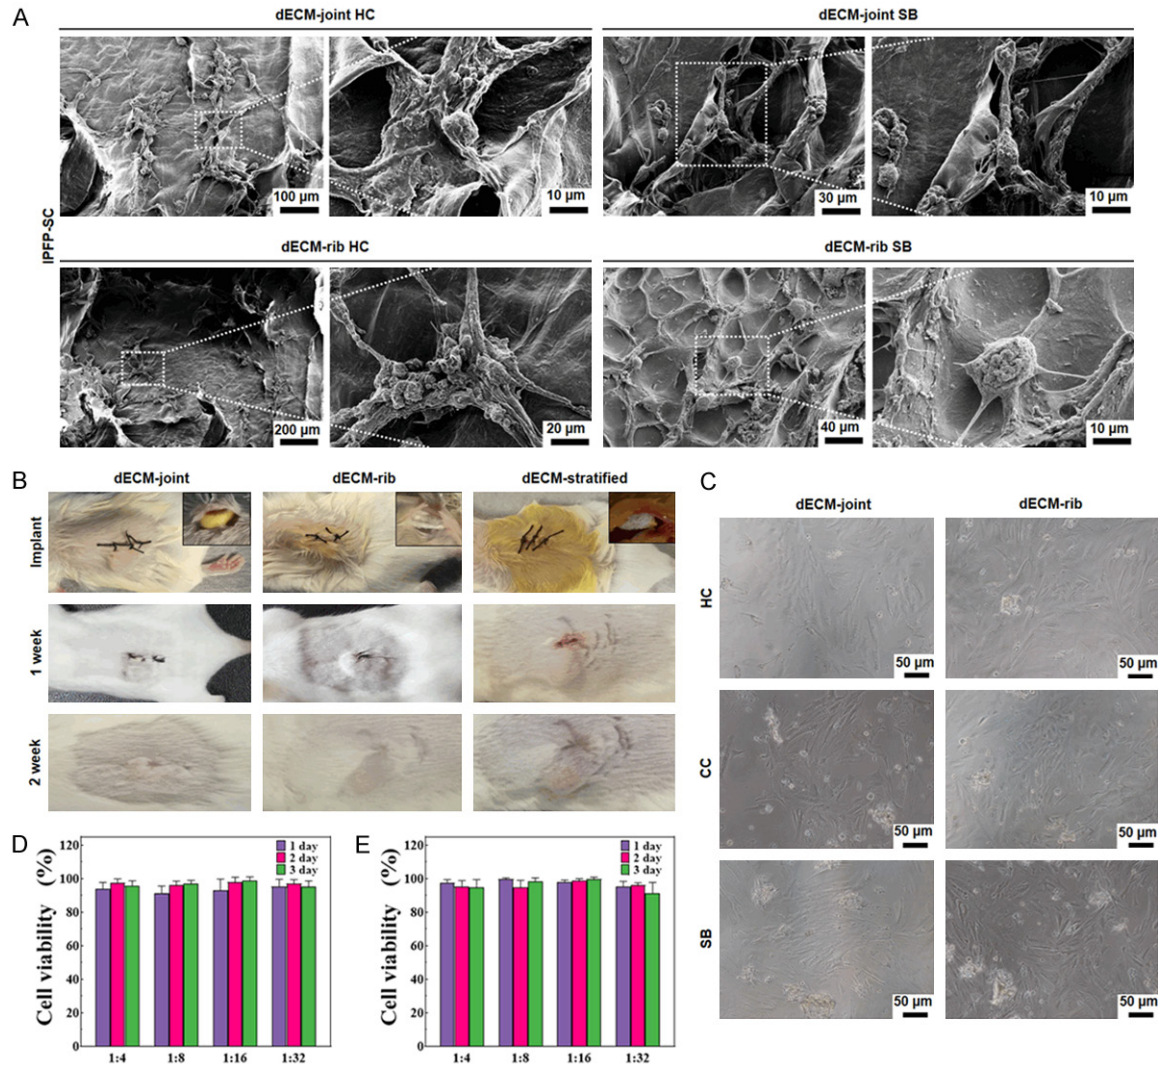 A
dECM-joint HC
dECM-joint SB
IPFP-SC
100 µm
10 µm
30 µm
10 µm
dECM-rib HC
dECM-rib SB
200 µm
20 µm
40 µm
10 µm
B
dECM-joint
dECM-rib
dECM-stratified
Implant
1 week
2 week
C
dECM-joint
dECM-rib
HC
50 µm
50 µm
CC
50 µm
50 µm
SB
50 µm
50 µm
D
Cell viability (%)
120
100
80
60
40
20
0
1 day
2 day
3 day
1:4 1:8 1:16 1:32
E
Cell viability (%)
120
100
80
60
40
20
0
1 day
2 day
3 day
1:4 1:8 1:16 1:32